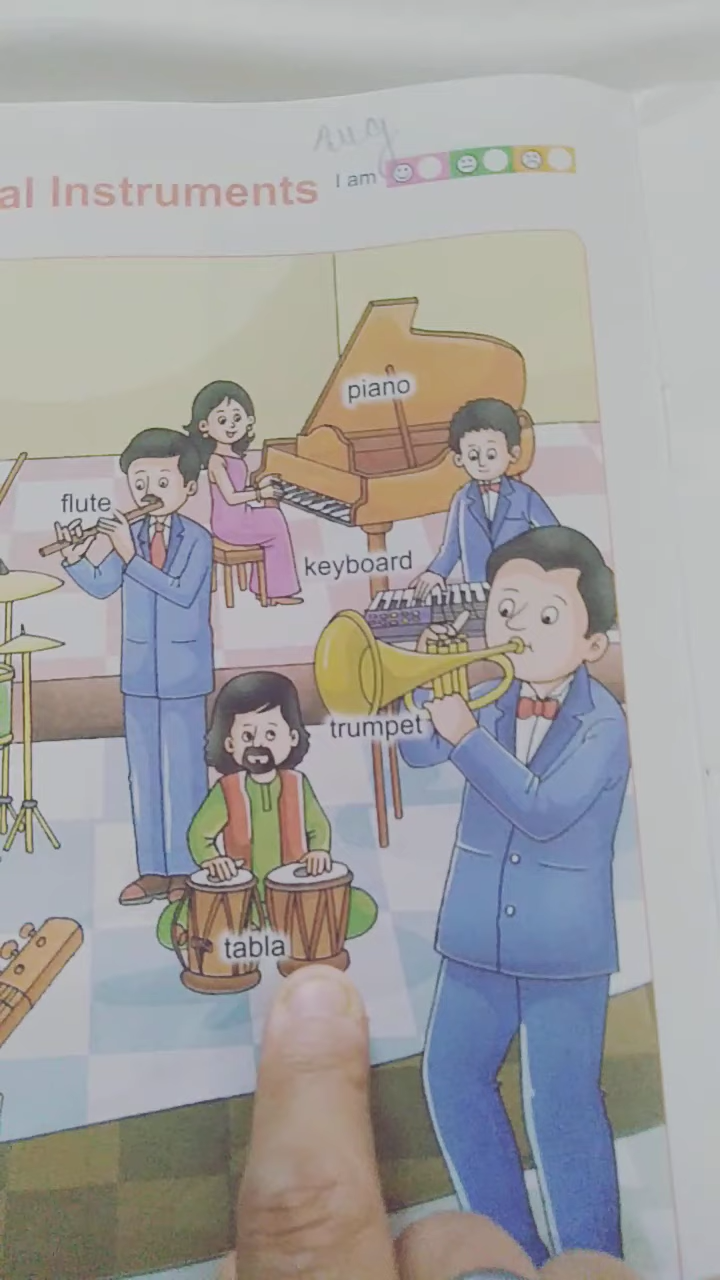 Aug
al Instruments I am
piano
flute
keyboard
trumpet
tabla